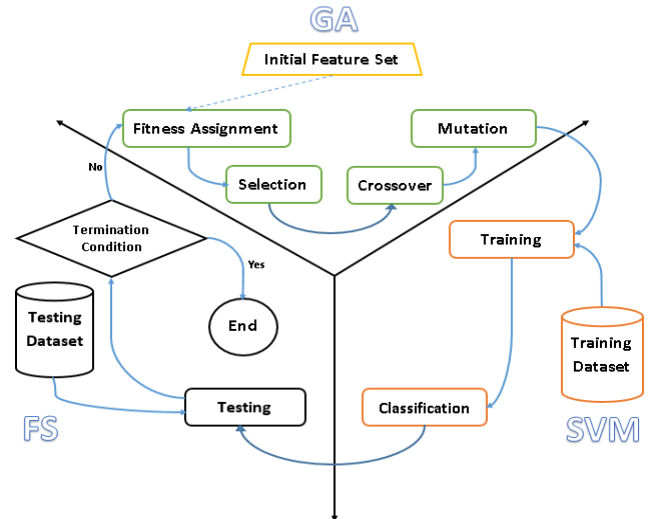 GA
Initial Feature Set
Fitness Assignment
Mutation
No
Selection
Crossover
Termination
Condition
Training
Yes
Testing
Dataset
End
Training
Dataset
Testing
Classification
FS
SVM